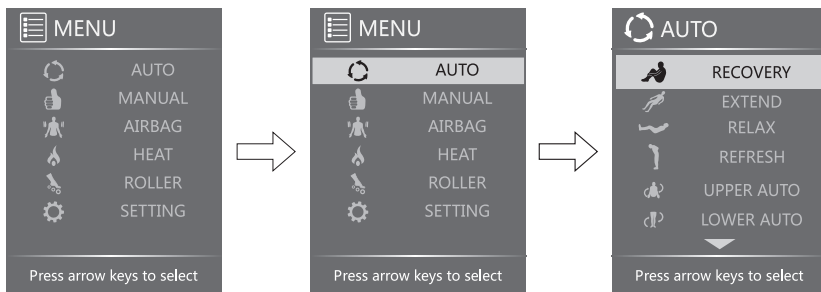 MENU
AUTO
MANUAL
AIRBAG
HEAT
ROLLER
SETTING
Press arrow keys to select
MENU
AUTO
MANUAL
AIRBAG
HEAT
ROLLER
SETTING
Press arrow keys to select
AUTO
RECOVERY
EXTEND
RELAX
REFRESH
UPPER AUTO
LOWER AUTO
Press arrow keys to select